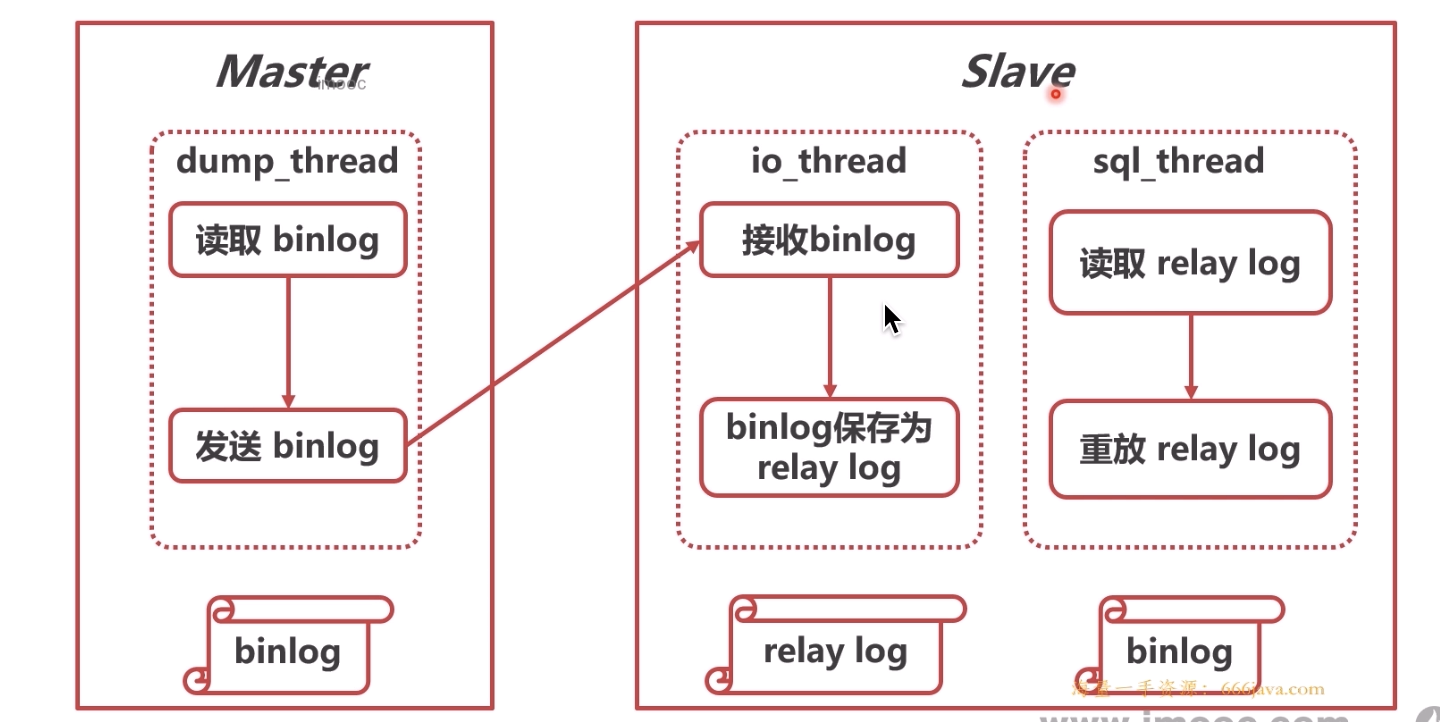 Master
imooc
Slave
dump_thread
读取 binlog
发送 binlog
io_thread
接收binlog
binlog保存为
relay log
sql_thread
读取 relay log
重放 relay log
binlog
relay log
binlog
海量一手资源：666java.com
www.imooc.com